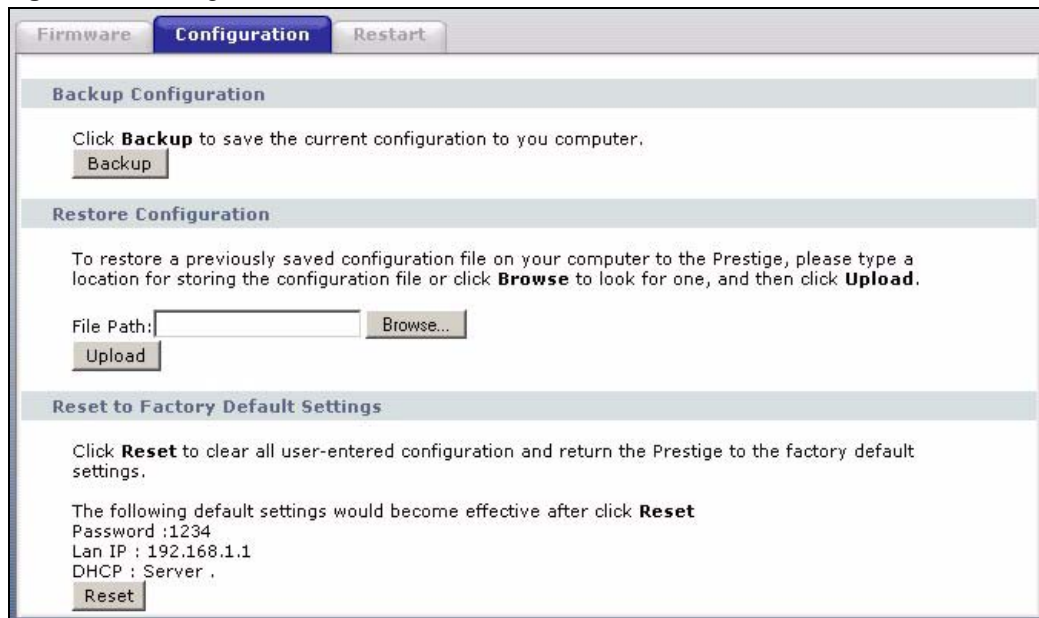 Firmware Configuration Restart
Backup Configuration
Click Backup to save the current configuration to you computer.
Backup
Restore Configuration
To restore a previously saved configuration file on your computer to the Prestige, please type a
location for storing the configuration file or click Browse to look for one, and then click Upload.
File Path: Browse...
Upload
Reset to Factory Default Settings
Click Reset to clear all user-entered configuration and return the Prestige to the factory default
settings.
The following default settings would become effective after click Reset
Password :1234
Lan IP : 192.168.1.1
DHCP : Server .
Reset